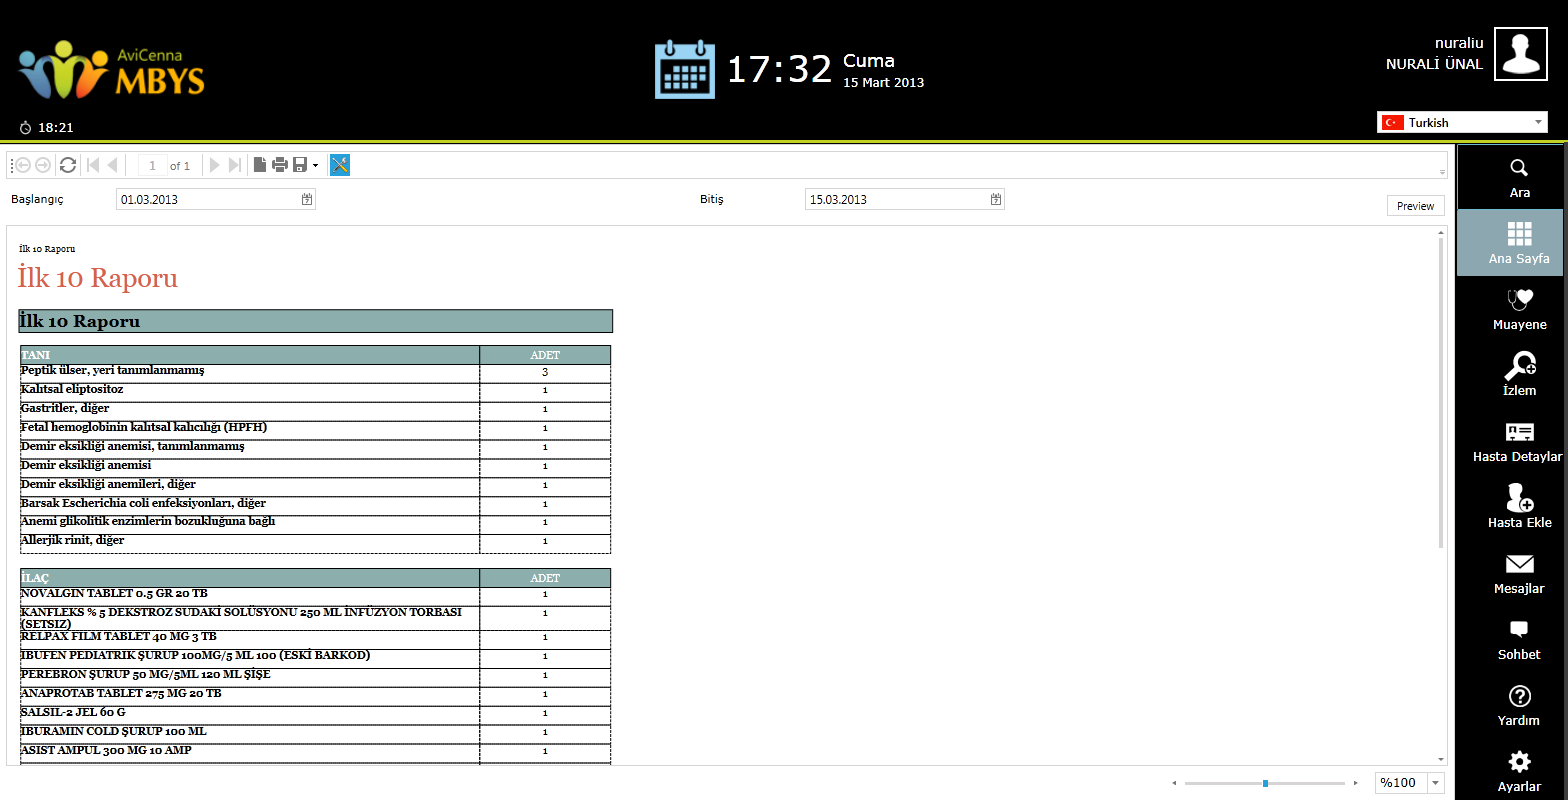 AviCenna
MBYS
18:21
17:32
Cuma
15 Mart 2013
nuraliu
NURALİ ÜNAL
Turkish
1 of 1
Başlangıç 01.03.2013
Bitiş 15.03.2013
Preview
İlk 10 Raporu
İlk 10 Raporu
İlk 10 Raporu
TANI ADET
Peptik ülser, yeri tanımlanmamış 3
Kalıtsal eliptositoz 1
Gastritler, diğer 1
Fetal hemoglobinin kalıtsal kalıcılığı (HPFH) 1
Demir eksikliği anemisi, tanımlanmamış 1
Demir eksikliği anemisi 1
Demir eksikliği anemileri, diğer 1
Barsak Escherichia coli enfeksiyonları, diğer 1
Anemi glikolitik enzimlerin bozukluğuna bağlı 1
Allerjik rinit, diğer 1
İLAÇ ADET
NOVALGIN TABLET 0.5 GR 20 TB 1
KANFLEKS % 5 DEKSTROZ SUDAKİ SOLÜSYONU 250 ML İNFÜZYON TORBASI 1
(SETSIZ)
RELPAX FILM TABLET 40 MG 3 TB 1
IBUFEN PEDIATRIK ŞURUP 100MG/5 ML 100 (ESKİ BARKOD) 1
PEREBRON ŞURUP 50 MG/5ML 120 ML ŞİŞE 1
ANAPROTAB TABLET 275 MG 20 TB 1
SALSIL-2 JEL 60 G 1
IBURAMIN COLD ŞURUP 100 ML 1
ASIST AMPUL 300 MG 10 AMP 1
%100
Ara
Ana Sayfa
Muayene
İzlem
Hasta Detaylar
Hasta Ekle
Mesajlar
Sohbet
Yardım
Ayarlar